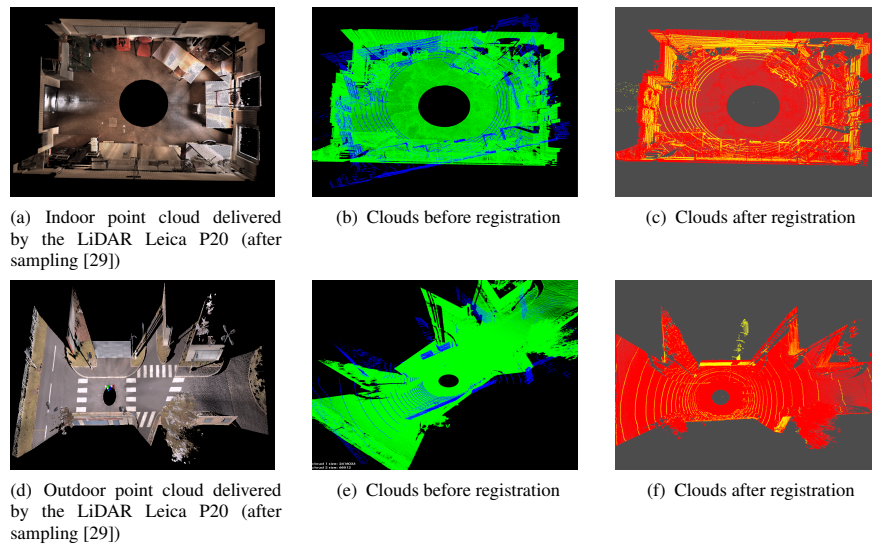 (a) Indoor point cloud delivered
by the LiDAR Leica P20 (after
sampling [29])
(b) Clouds before registration
(c) Clouds after registration
(d) Outdoor point cloud delivered
by the LiDAR Leica P20 (after
sampling [29])
(e) Clouds before registration
(f) Clouds after registration